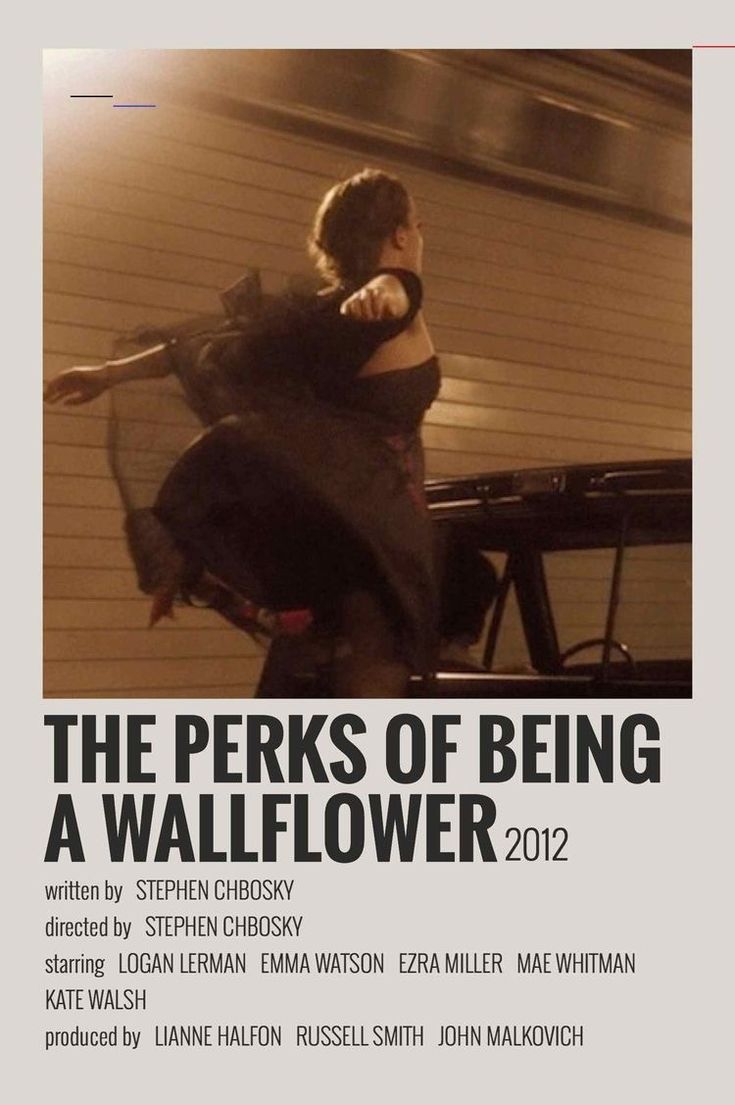 THE PERKS OF BEING
A WALLFLOWER 2012
written by STEPHEN CHBOSKY
directed by STEPHEN CHBOSKY
starring LOGAN LERMAN EMMA WATSON EZRA MILLER MAE WHITMAN
KATE WALSH
produced by LIANNE HALFON RUSSELL SMITH JOHN MALKOVICH